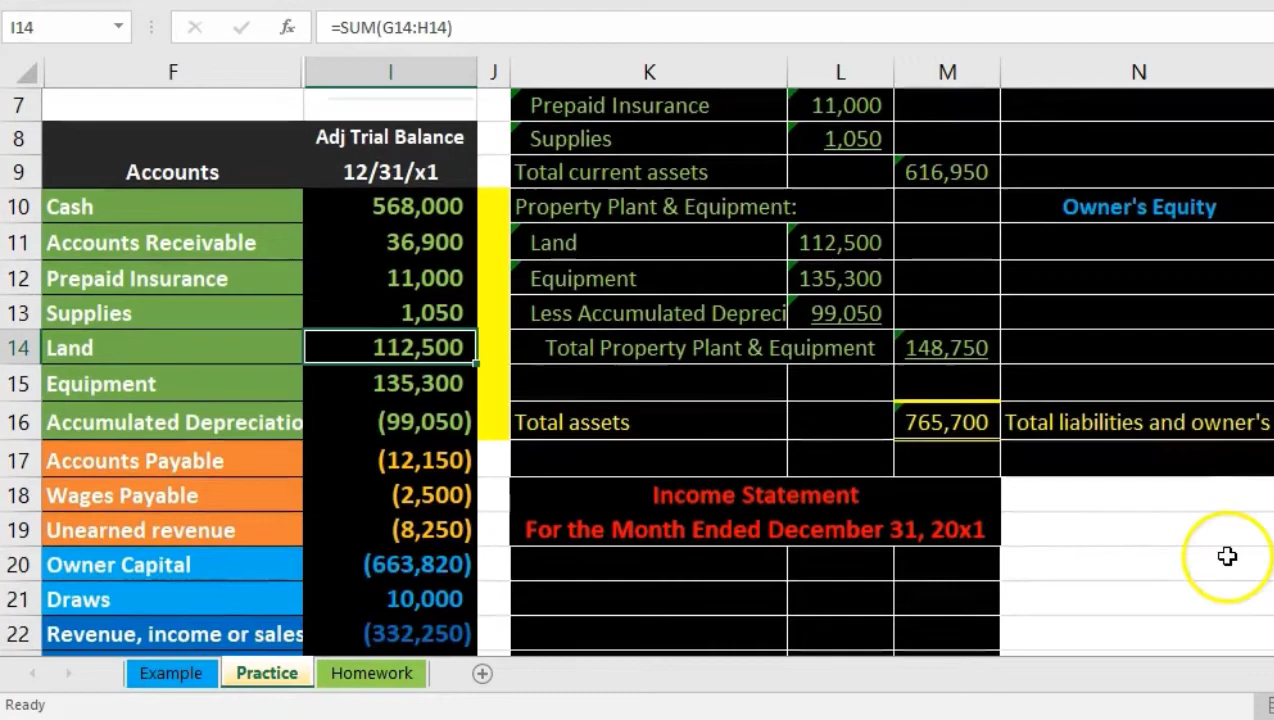 I14 fx =SUM(G14:H14)
F I J K L M N
7 Prepaid Insurance 11,000
8 Adj Trial Balance Supplies 1,050
9 Accounts 12/31/x1 Total current assets 616,950
10 Cash 568,000 Property Plant & Equipment: Owner's Equity
11 Accounts Receivable 36,900 Land 112,500
12 Prepaid Insurance 11,000 Equipment 135,300
13 Supplies 1,050 Less Accumulated Depreci 99,050
14 Land 112,500 Total Property Plant & Equipment 148,750
15 Equipment 135,300
16 Accumulated Depreciatio (99,050) Total assets 765,700 Total liabilities and owner's
17 Accounts Payable (12,150)
18 Wages Payable (2,500) Income Statement
19 Unearned revenue (8,250) For the Month Ended December 31, 20x1
20 Owner Capital (663,820)
21 Draws 10,000
22 Revenue, income or sales (332,250)
Example Practice Homework
Ready